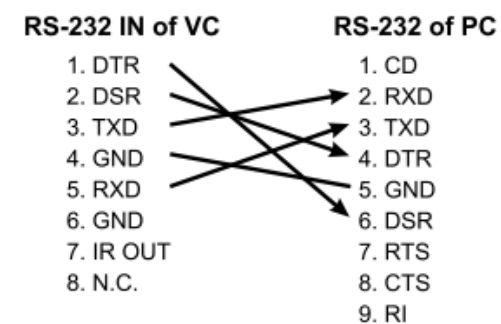 RS-232 IN of VC
1. DTR
2. DSR
3. TXD
4. GND
5. RXD
6. GND
7. IR OUT
8. N.C.
RS-232 of PC
1. CD
2. RXD
3. TXD
4. DTR
5. GND
6. DSR
7. RTS
8. CTS
9. RI